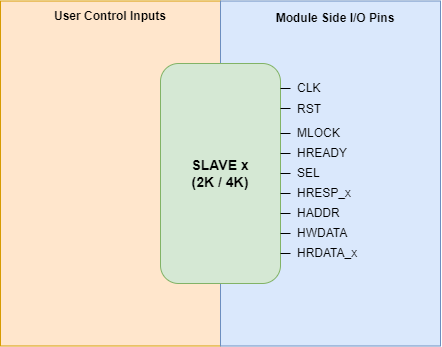 User Control Inputs
Module Side I/O Pins
SLAVE x
(2K / 4K)
CLK
RST
MLOCK
HREADY
SEL
HRESP_x
HADDR
HWDATA
HRDATA_x